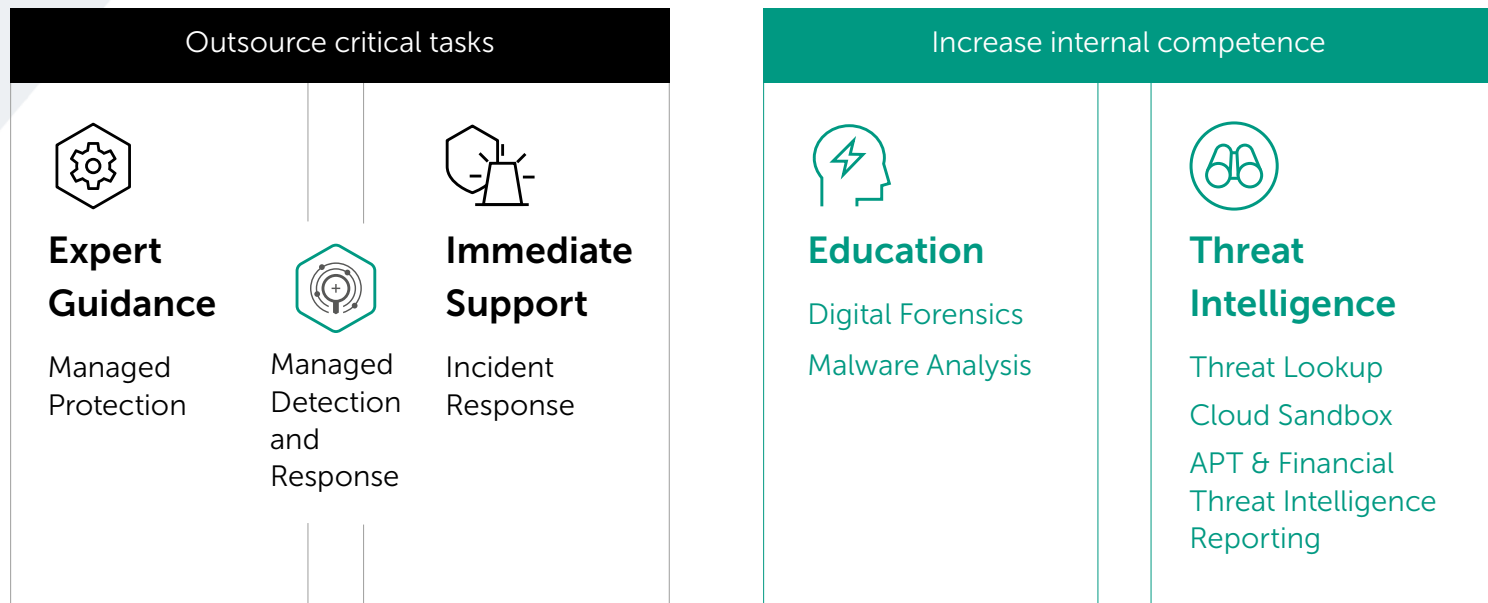 Outsource critical tasks
Expert
Guidance
Managed
Protection
Managed
Detection
and
Response
Immediate
Support
Incident
Response
Increase internal competence
Education
Digital Forensics
Malware Analysis
Threat
Intelligence
Threat Lookup
Cloud Sandbox
APT & Financial
Threat Intelligence
Reporting